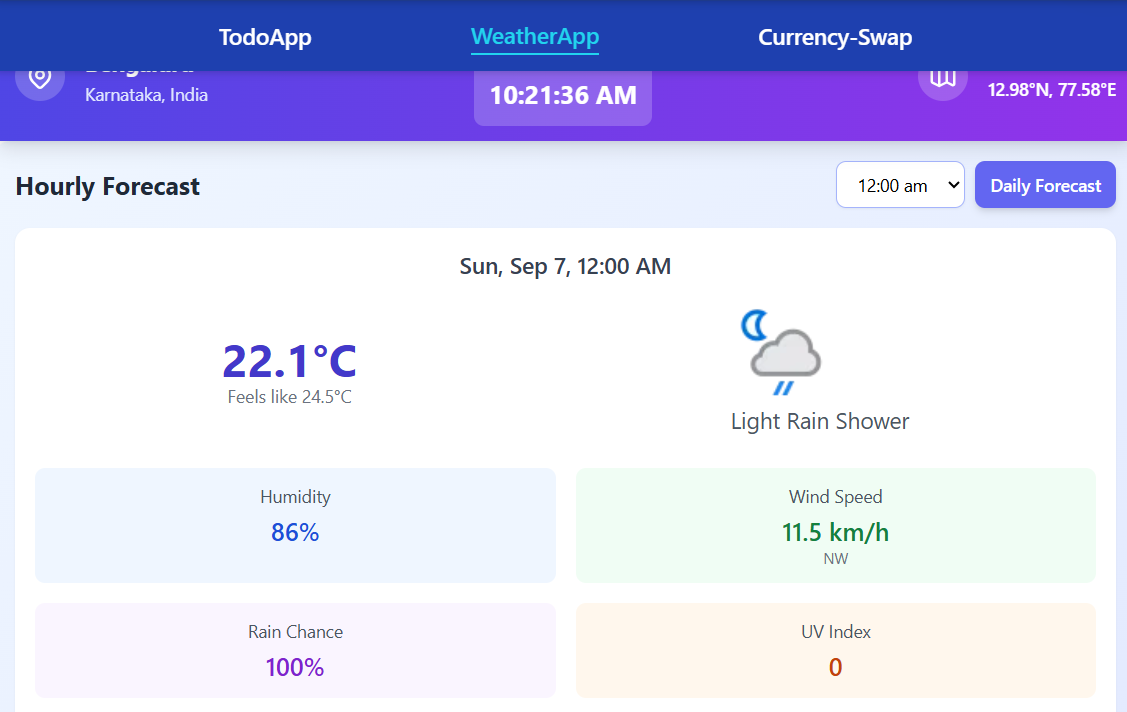 TodoApp WeatherApp Currency-Swap
Karnataka, India
10:21:36 AM
12.98°N, 77.58°E
Hourly Forecast
12:00 am
Daily Forecast
Sun, Sep 7, 12:00 AM
22.1°C
Feels like 24.5°C
Light Rain Shower
Humidity
86%
Wind Speed
11.5 km/h
NW
Rain Chance
100%
UV Index
0